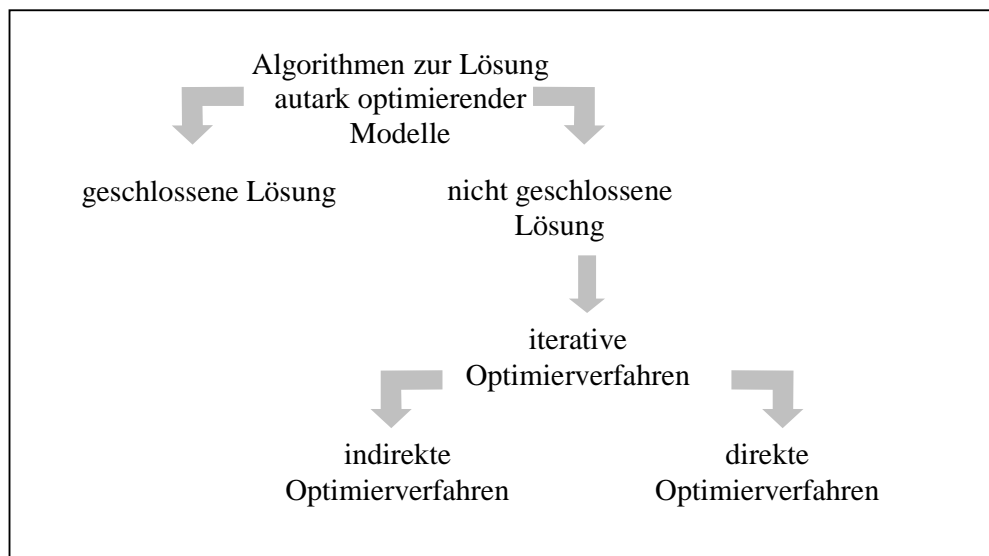 Algorithmen zur Lösung
autark optimierender
Modelle
geschlossene Lösung
nicht geschlossene
Lösung
iterative
Optimierverfahren
indirekte
Optimierverfahren
direkte
Optimierverfahren